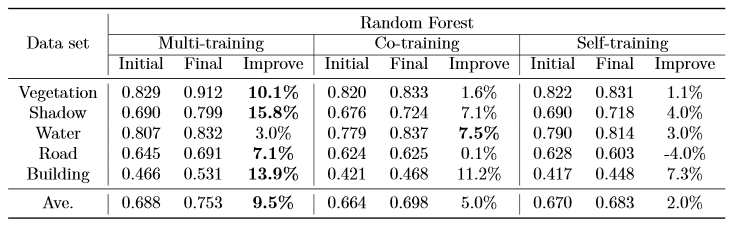 Random Forest
Data set Multi-training Co-training Self-training
Initial Final Improve Initial Final Improve Initial Final Improve
Vegetation 0.829 0.912 10.1% 0.820 0.833 1.6% 0.822 0.831 1.1%
Shadow 0.690 0.799 15.8% 0.676 0.724 7.1% 0.690 0.718 4.0%
Water 0.807 0.832 3.0% 0.779 0.837 7.5% 0.790 0.814 3.0%
Road 0.645 0.691 7.1% 0.624 0.625 0.1% 0.628 0.603 -4.0%
Building 0.466 0.531 13.9% 0.421 0.468 11.2% 0.417 0.448 7.3%
Ave. 0.688 0.753 9.5% 0.664 0.698 5.0% 0.670 0.683 2.0%